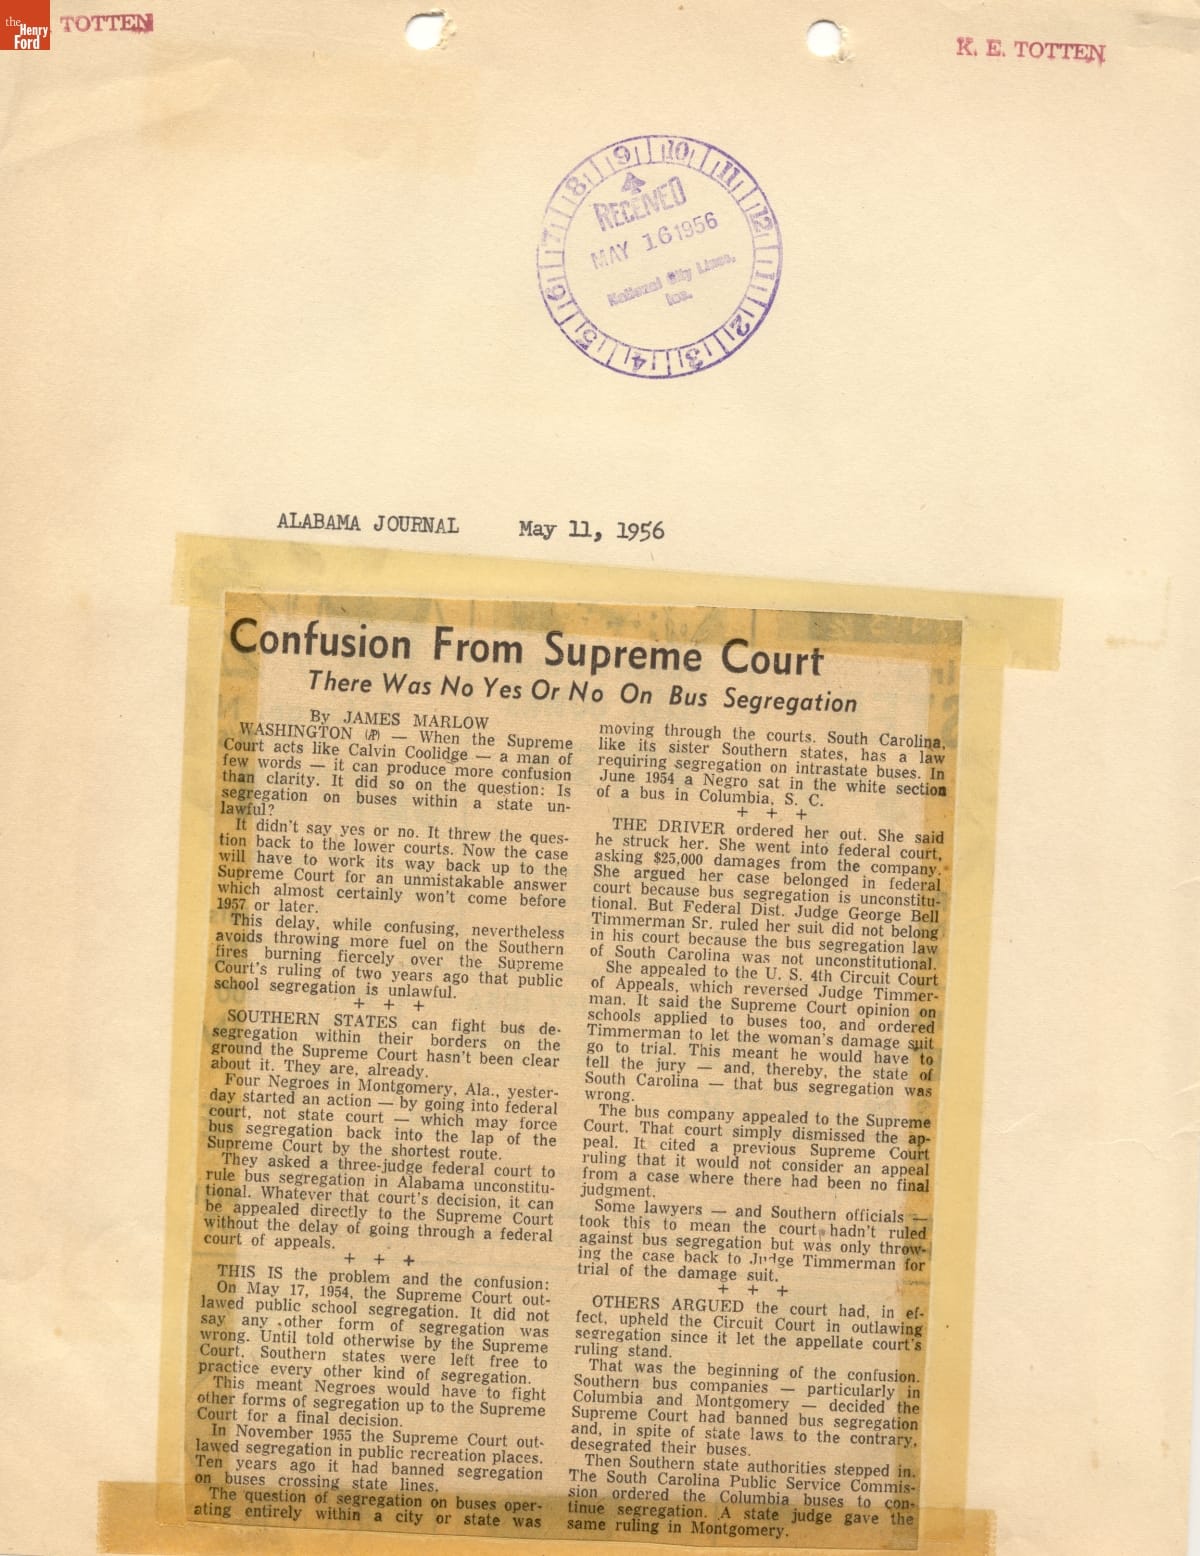 the
Henry
Ford
TOTTEN
K. E. TOTTEN
9 10 11 12 1 2 3 4 5 6 7 8
RECEIVED
MAY 16 1956
National City Lines,
Inc.
ALABAMA JOURNAL May 11, 1956
Confusion From Supreme Court
There Was No Yes Or No On Bus Segregation
By JAMES MARLOW
WASHINGTON (AP) — When the Supreme
Court acts like Calvin Coolidge — a man of
few words — it can produce more confusion
than clarity. It did so on the question: Is
segregation on buses within a state un-
lawful?
It didn't say yes or no. It threw the ques-
tion back to the lower courts. Now the case
will have to work its way back up to the
Supreme Court for an unmistakable answer
which almost certainly won't come before
1957 or later.
This delay, while confusing, nevertheless
avoids throwing more fuel on the Southern
fires burning fiercely over the Supreme
Court's ruling of two years ago that public
school segregation is unlawful.
+ + +
SOUTHERN STATES can fight bus de-
segregation within their borders on the
ground the Supreme Court hasn't been clear
about it. They are, already.
Four Negroes in Montgomery, Ala., yester-
day started an action — by going into federal
court, not state court — which may force
bus segregation back into the lap of the
Supreme Court by the shortest route.
They asked a three-judge federal court to
rule bus segregation in Alabama unconstitu-
tional. Whatever that court's decision, it can
be appealed directly to the Supreme Court
without the delay of going through a federal
court of appeals.
+ + +
THIS IS the problem and the confusion:
On May 17, 1954, the Supreme Court out-
lawed public school segregation. It did not
say any other form of segregation was
wrong. Until told otherwise by the Supreme
Court, Southern states were left free to
practice every other kind of segregation.
This meant Negroes would have to fight
other forms of segregation up to the Supreme
Court for a final decision.
In November 1955 the Supreme Court out-
lawed segregation in public recreation places.
Ten years ago it had banned segregation
on buses crossing state lines.
The question of segregation on buses oper-
ating entirely within a city or state was
moving through the courts. South Carolina,
like its sister Southern states, has a law
requiring segregation on intrastate buses. In
June 1954 a Negro sat in the white section
of a bus in Columbia, S. C.
+ + +
THE DRIVER ordered her out. She said
he struck her. She went into federal court,
asking $25,000 damages from the company.
She argued her case belonged in federal
court because bus segregation is unconstitu-
tional. But Federal Dist. Judge George Bell
Timmerman Sr. ruled her suit did not belong
in his court because the bus segregation law
of South Carolina was not unconstitutional.
She appealed to the U. S. 4th Circuit Court
of Appeals, which reversed Judge Timmer-
man. It said the Supreme Court opinion on
schools applied to buses too, and ordered
Timmerman to let the woman's damage suit
go to trial. This meant he would have to
tell the jury — and, thereby, the state of
South Carolina — that bus segregation was
wrong.
The bus company appealed to the Supreme
Court. That court simply dismissed the ap-
peal. It cited a previous Supreme Court
ruling that it would not consider an appeal
from a case where there had been no final
judgment.
Some lawyers — and Southern officials —
took this to mean the court hadn't ruled
against bus segregation but was only throw-
ing the case back to Judge Timmerman for
trial of the damage suit.
+ + +
OTHERS ARGUED the court had, in ef-
fect, upheld the Circuit Court in outlawing
segregation since it let the appellate court's
ruling stand.
That was the beginning of the confusion.
Southern bus companies — particularly in
Columbia and Montgomery — decided the
Supreme Court had banned bus segregation
and, in spite of state laws to the contrary,
desegrated their buses.
Then Southern state authorities stepped in.
The South Carolina Public Service Commis-
sion ordered the Columbia buses to con-
tinue segregation. A state judge gave the
same ruling in Montgomery.